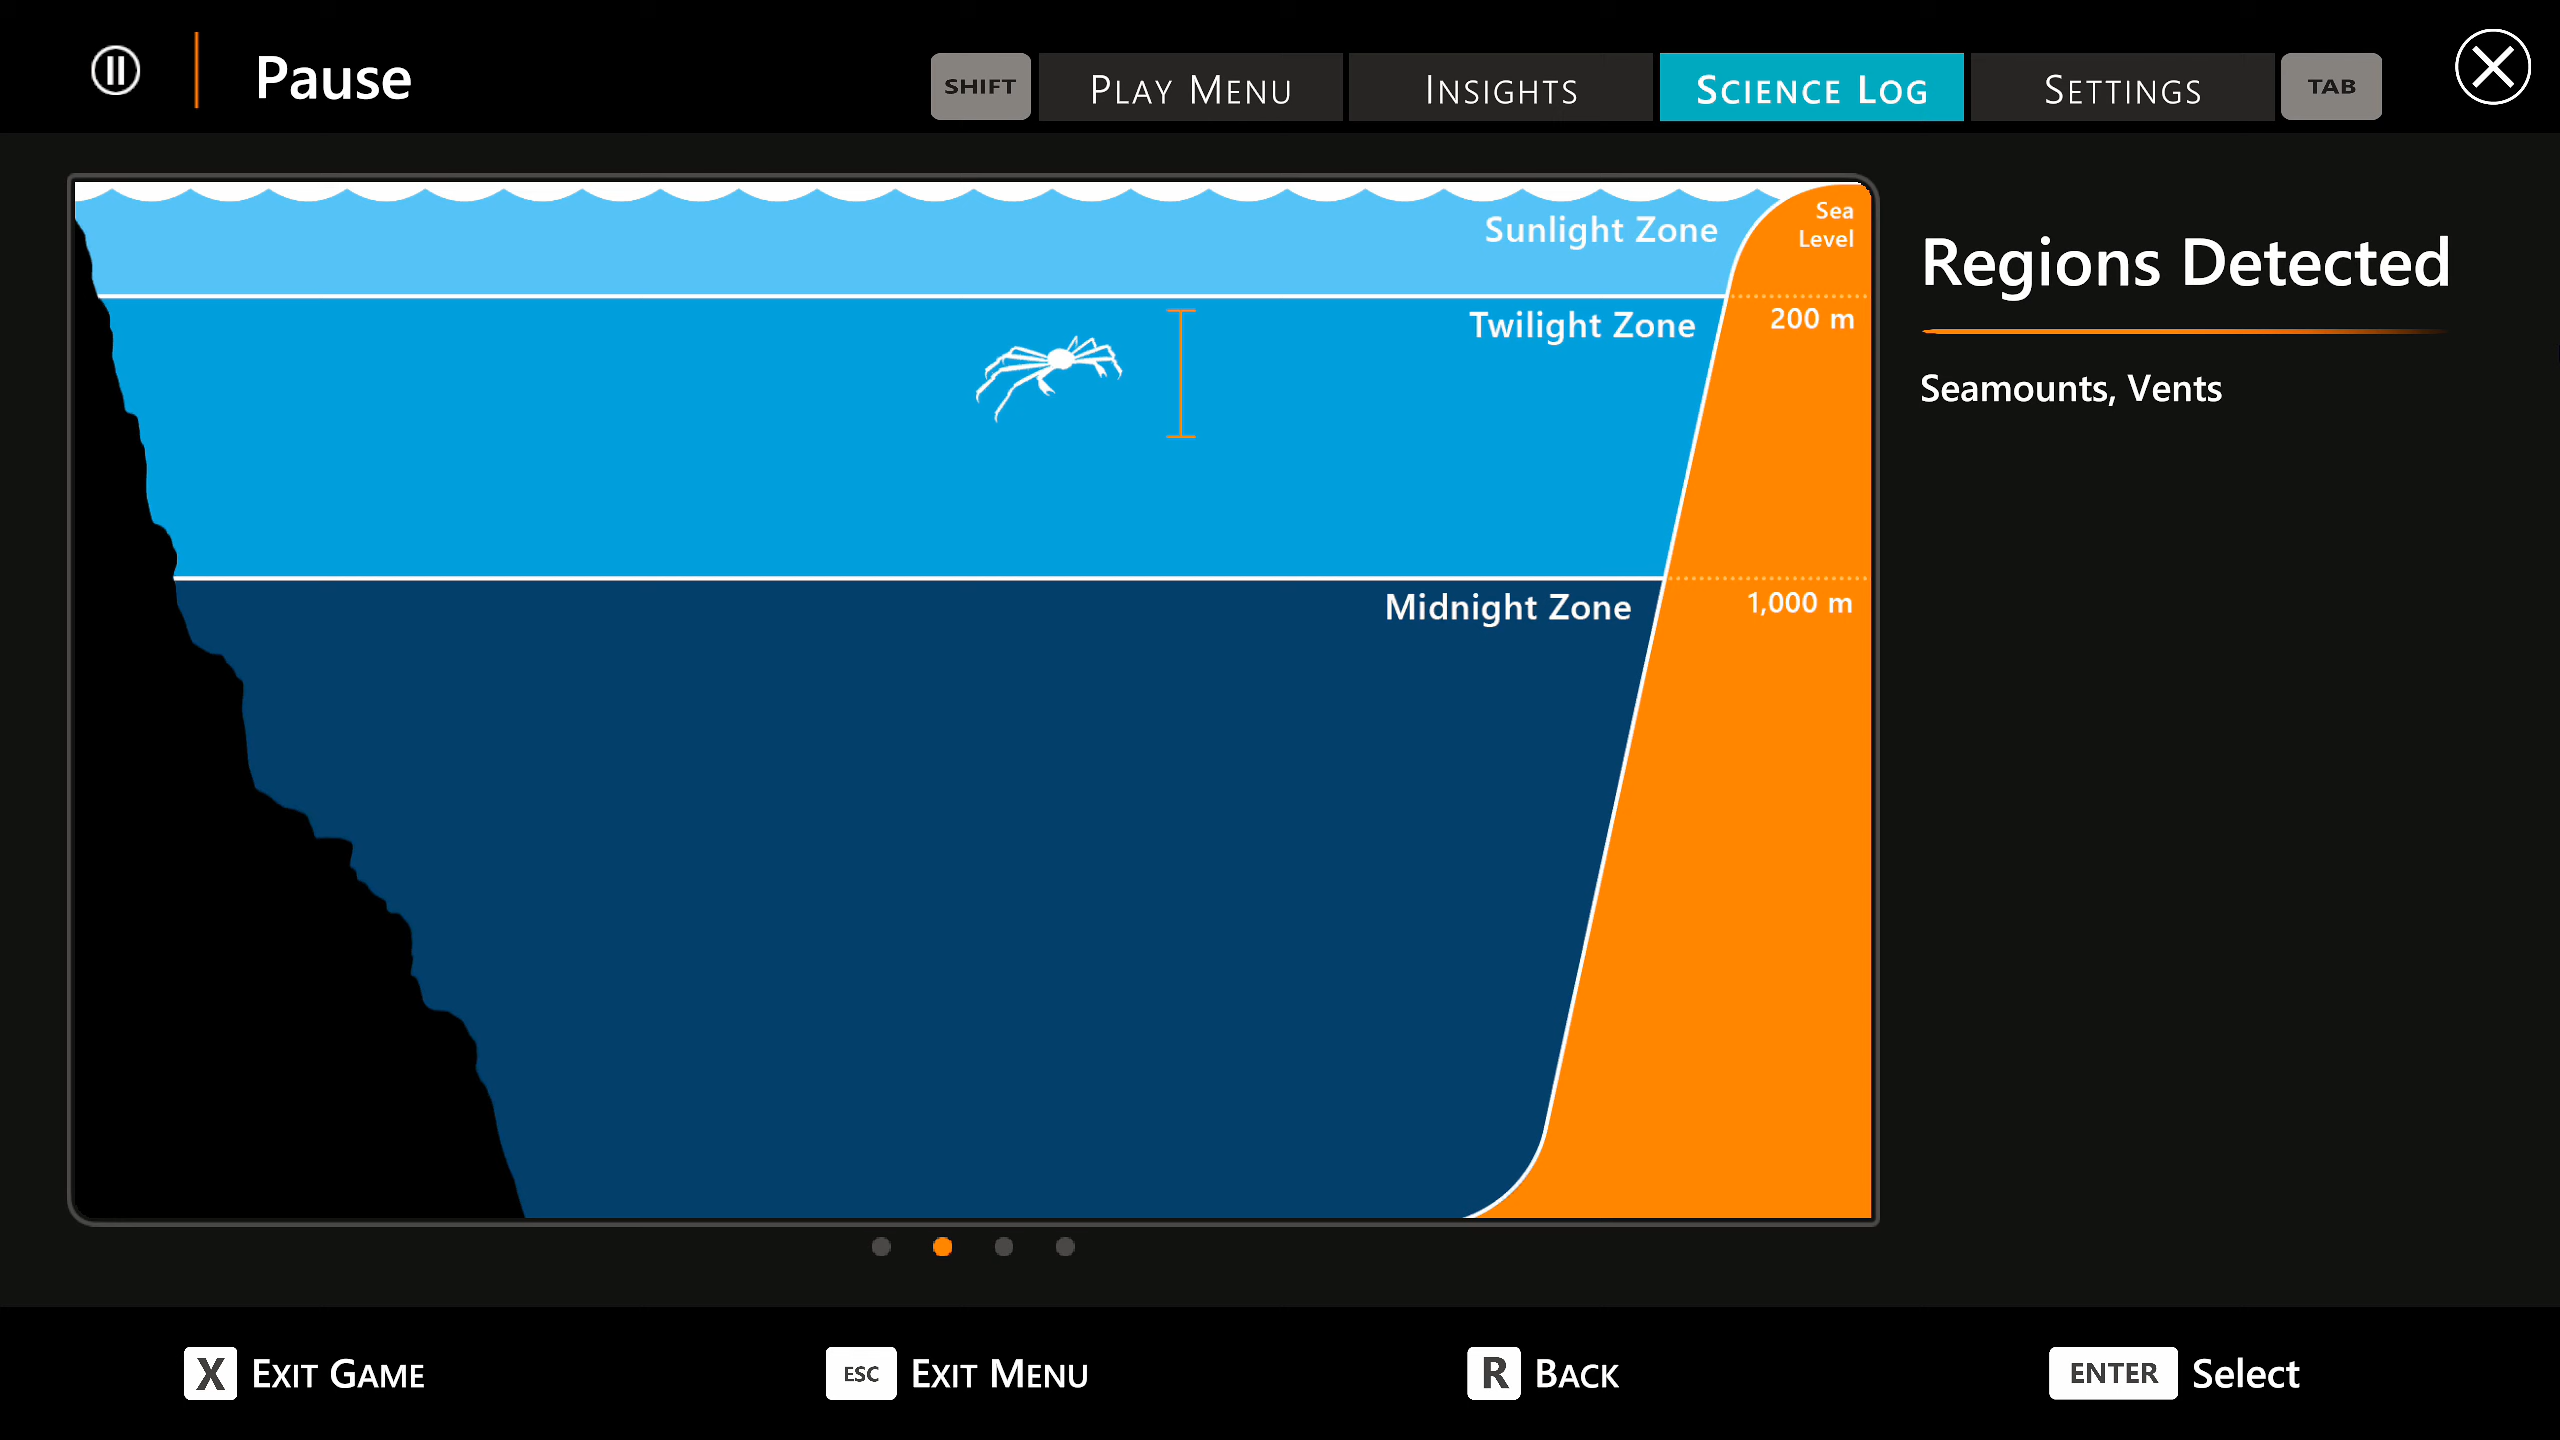 Pause
SHIFT
PLAY MENU
INSIGHTS
SCIENCE LOG
SETTINGS
TAB
Sunlight Zone
Sea
Level
Twilight Zone
200 m
Midnight Zone
1,000 m
Regions Detected
Seamounts, Vents
X EXIT GAME
ESC EXIT MENU
R BACK
ENTER Select